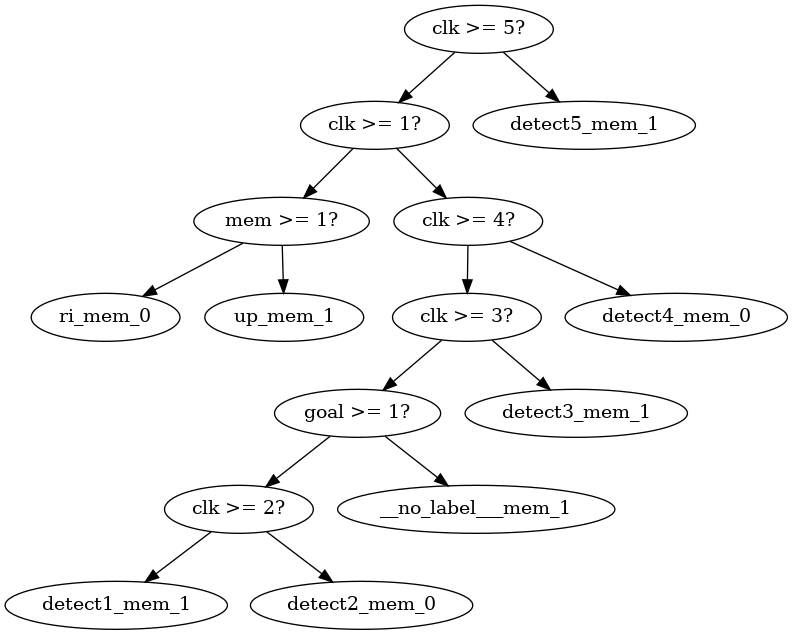 clk >= 5?
clk >= 1?
detect5_mem_1
mem >= 1?
clk >= 4?
ri_mem_0
up_mem_1
clk >= 3?
detect4_mem_0
goal >= 1?
detect3_mem_1
clk >= 2?
__no_label___mem_1
detect1_mem_1
detect2_mem_0